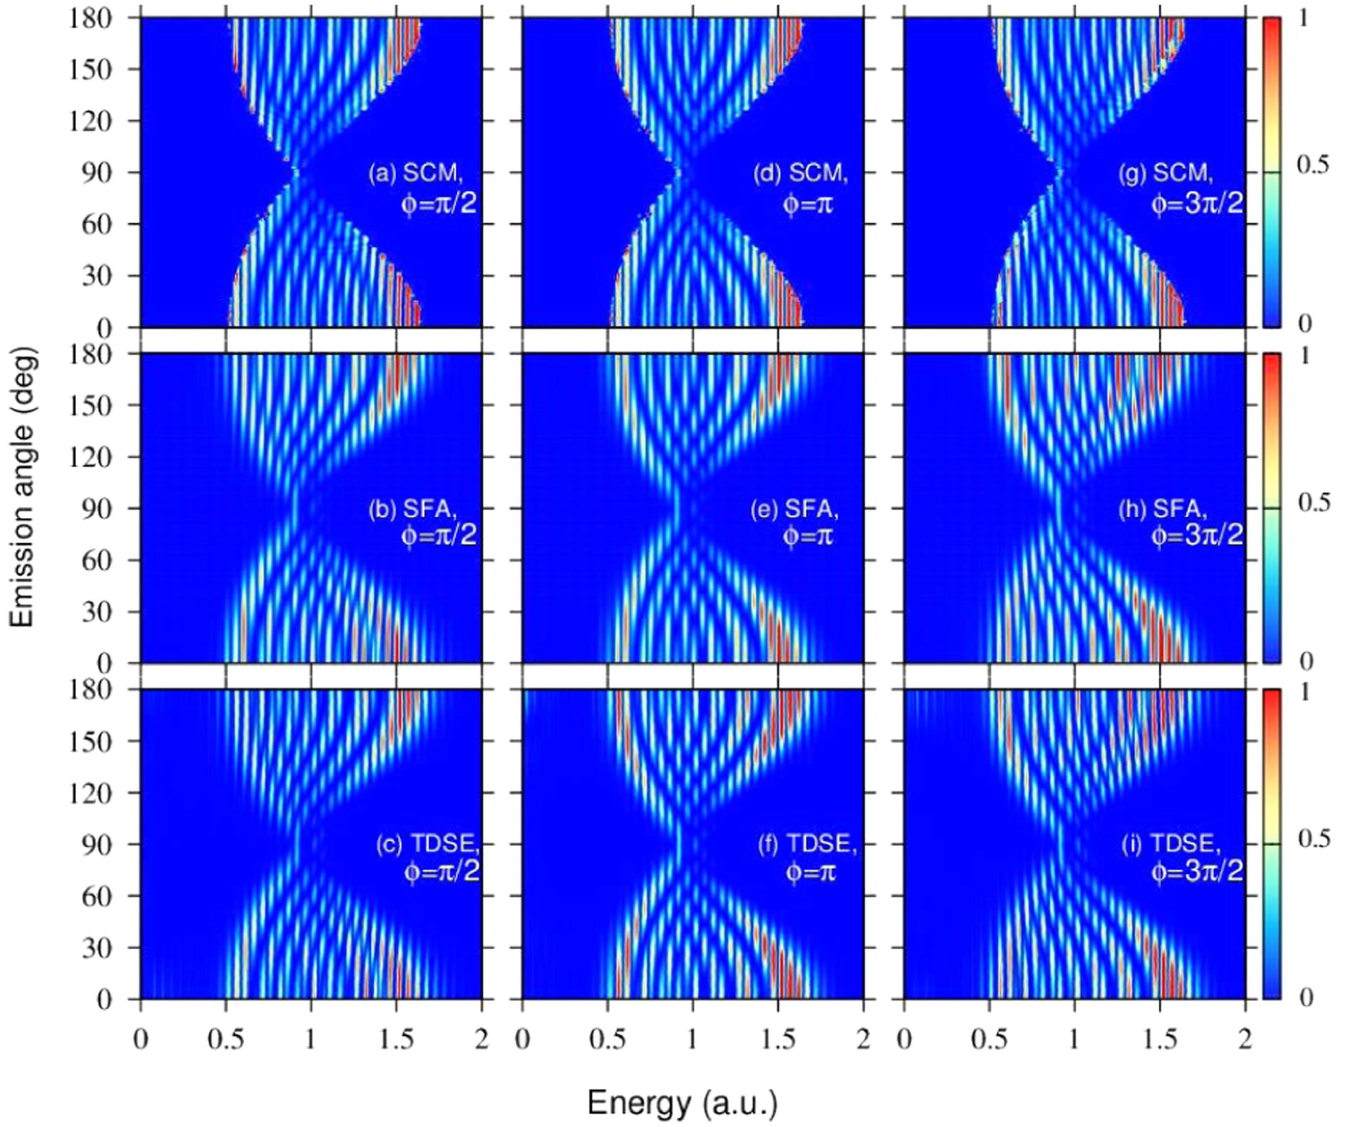 180
150
120
90
60
30
0
(a) SCM,
ϕ=π/2
(d) SCM,
ϕ=π
(g) SCM,
ϕ=3π/2
1
0.5
0
Emission angle (deg)
180
150
120
90
60
30
0
(b) SFA,
ϕ=π/2
(e) SFA,
ϕ=π
(h) SFA,
ϕ=3π/2
1
0.5
0
180
150
120
90
60
30
0
(c) TDSE,
ϕ=π/2
(f) TDSE,
ϕ=π
(i) TDSE,
ϕ=3π/2
1
0.5
0
0 0.5 1 1.5 2
0 0.5 1 1.5 2
0 0.5 1 1.5 2
Energy (a.u.)